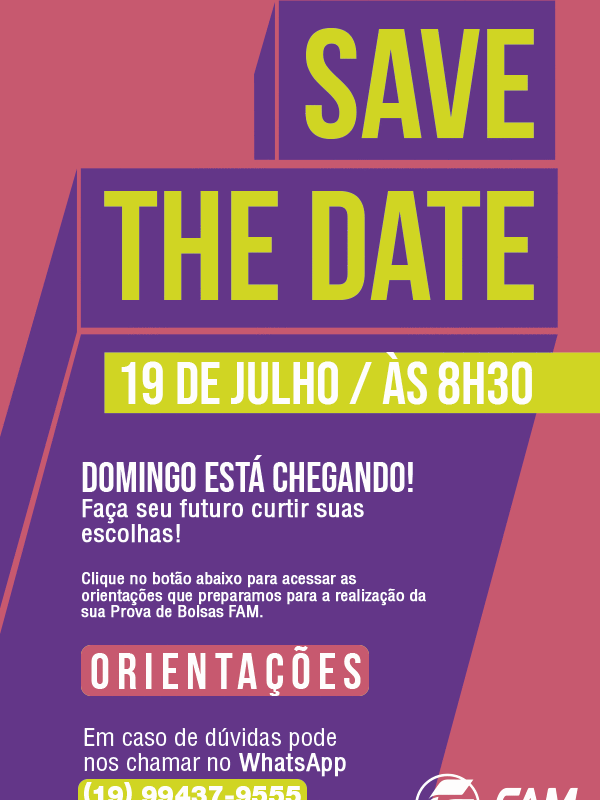 SAVE
THE DATE
19 DE JULHO / ÀS 8H30
DOMINGO ESTÁ CHEGANDO!
Faça seu futuro curtir suas
escolhas!
Clique no botão abaixo para acessar as
orientações que preparamos para a realização da
sua Prova de Bolsas FAM.
ORIENTAÇÕES
Em caso de dúvidas pode
nos chamar no WhatsApp
(19) 99437-9555
FAM